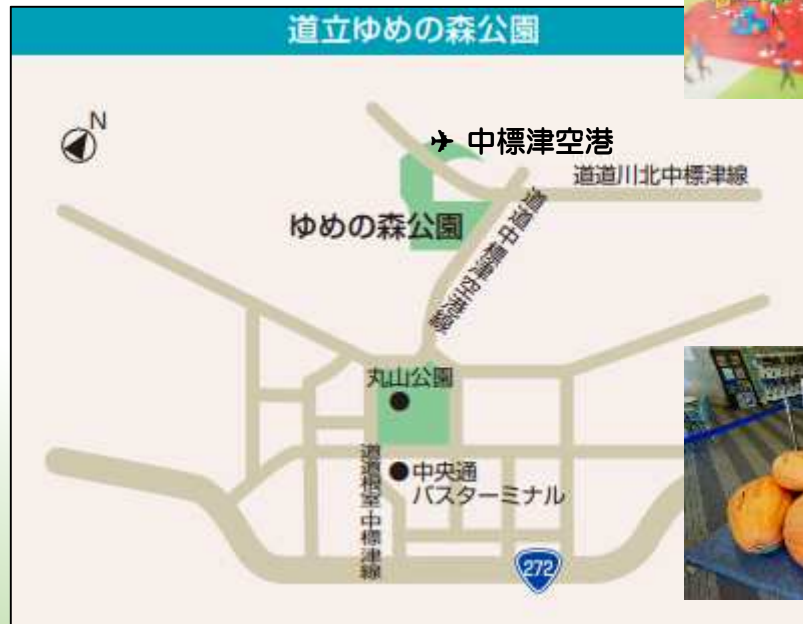 道立ゆめの森公園
N
中標津空港
道道川北中標津線
ゆめの森公園
道道中標津空港線
丸山公園
道道根室・中標津線
中央通
バスターミナル
272